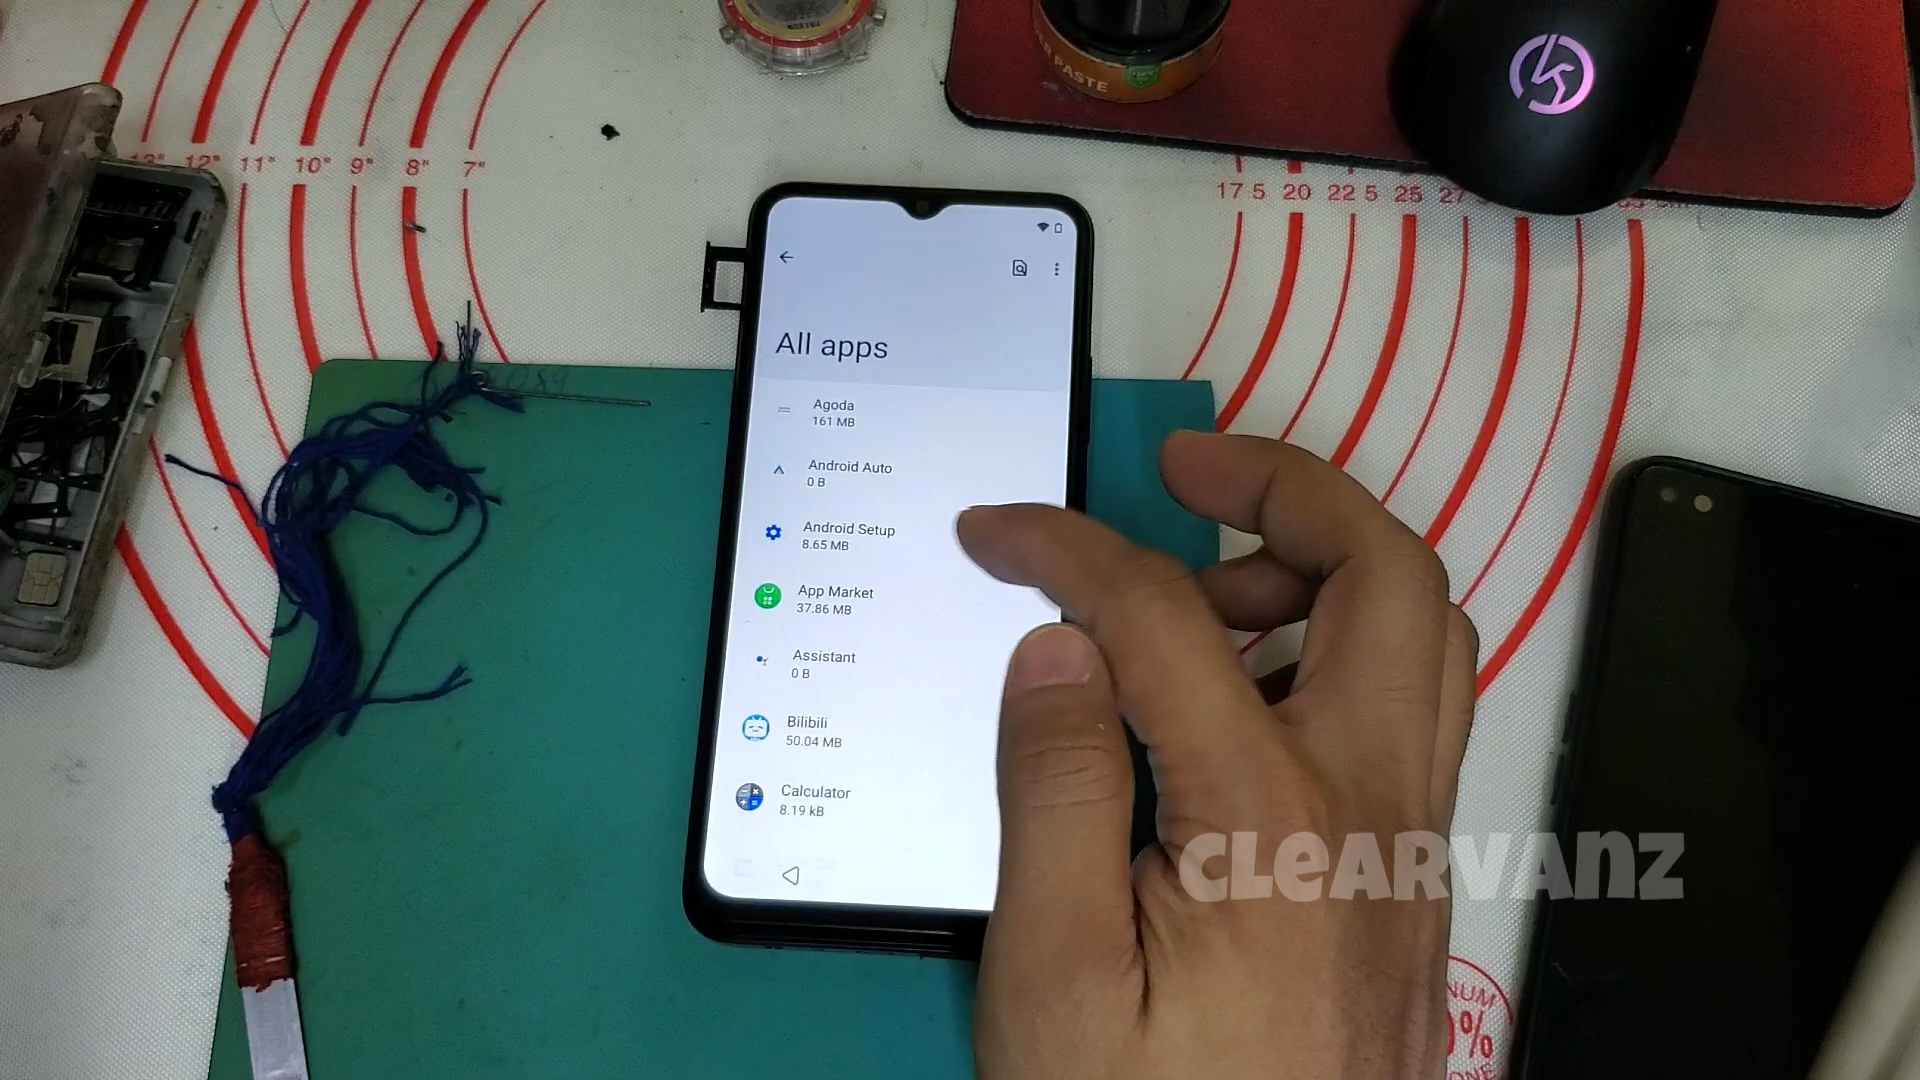 PASTE
13" 12" 11" 10" 9" 8" 7"
17 5 20 22 5 25
All apps
Agoda
161 MB
Android Auto
0 B
Android Setup
8.65 MB
App Market
37.86 MB
Assistant
0 B
Bilibili
50.04 MB
Calculator
8.19 kB
CLEARVANZ